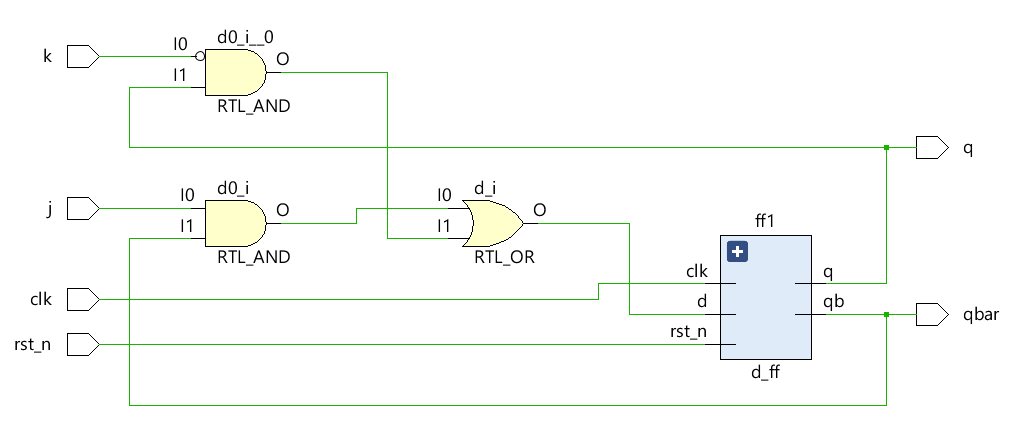 d0_i__0
k
I0
O
I1
RTL_AND
q
d0_i
j
I0
O
I1
RTL_AND
d_i
I0
O
I1
RTL_OR
ff1
clk
clk
q
d
qb
qbar
rst_n
rst_n
d_ff